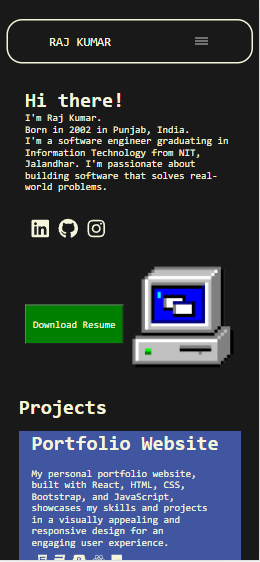 RAJ KUMAR
Hi there!
I'm Raj Kumar.
Born in 2002 in Punjab, India.
I'm a software engineer graduating in
Information Technology from NIT,
Jalandhar. I'm passionate about
building software that solves real-
world problems.
Download Resume
Projects
Portfolio Website
My personal portfolio website,
built with React, HTML, CSS,
Bootstrap, and JavaScript,
showcases my skills and projects
in a visually appealing and
responsive design for an
engaging user experience.